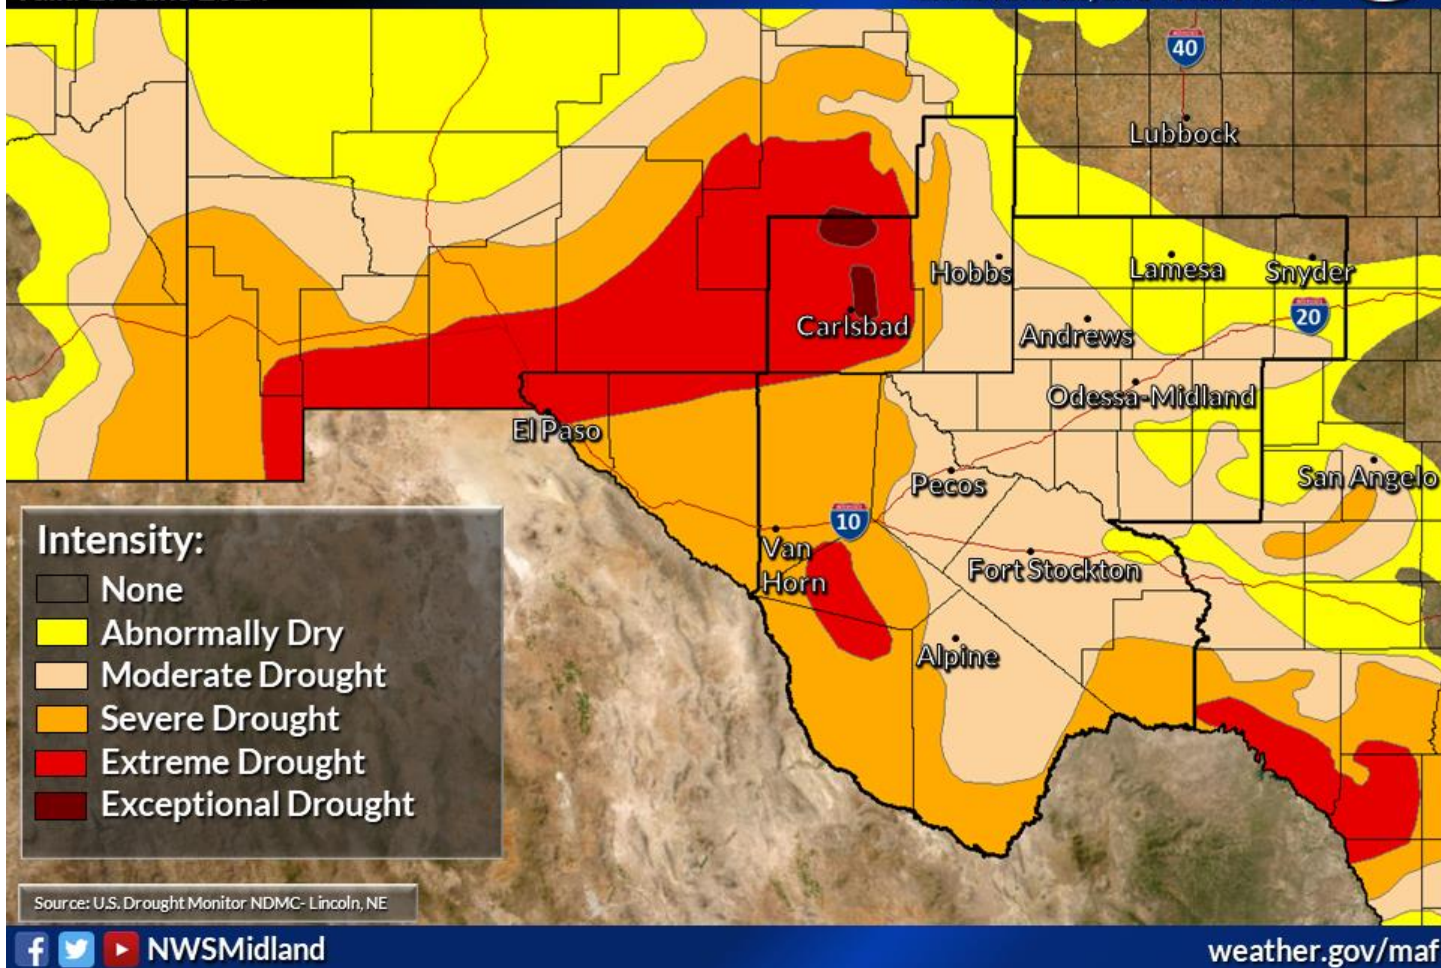 40
Lubbock
Hobbs
Lamesa
Snyder
20
Carlsbad
Andrews
Odessa-Midland
El Paso
San Angelo
Pecos
10
Van
Horn
Fort Stockton
Alpine
Intensity:
None
Abnormally Dry
Moderate Drought
Severe Drought
Extreme Drought
Exceptional Drought
Source: U.S. Drought Monitor NDMC- Lincoln, NE
NWSMidland
weather.gov/maf